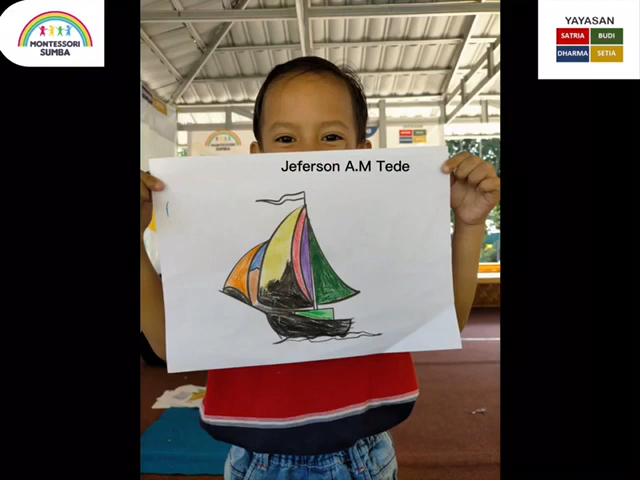 MONTESSORI
SUMBA
YAYASAN
SATRIA BUDI
DHARMA SETIA
Jeferson A.M Tede